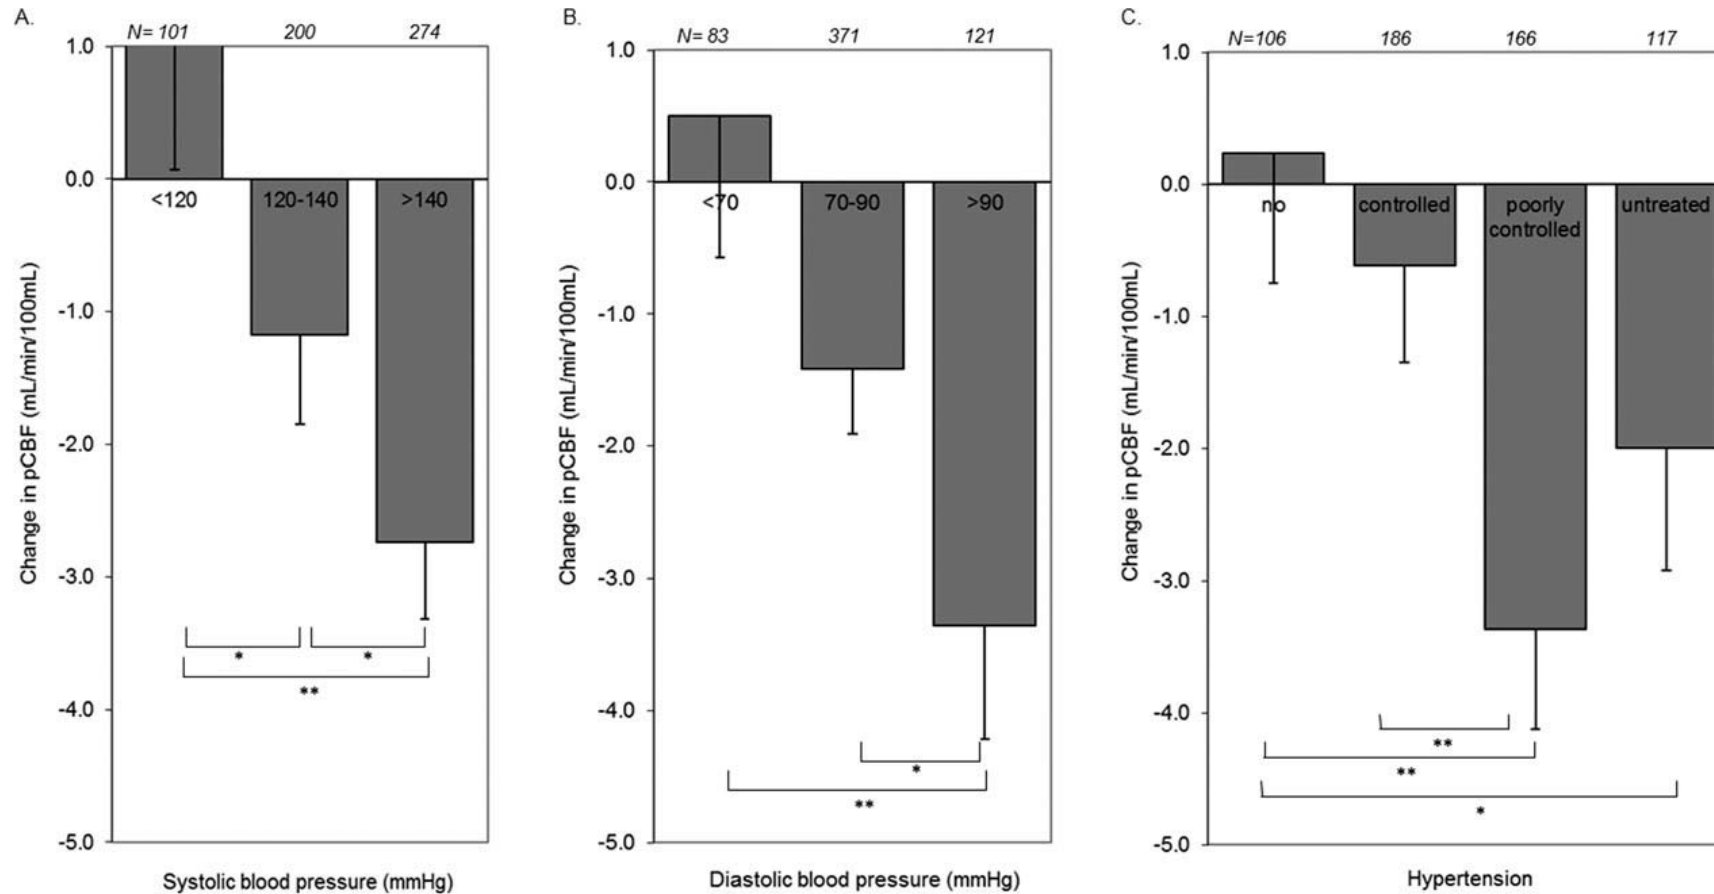 A.
N= 101 200 274
1.0
0.0
-1.0
-2.0
-3.0
-4.0
-5.0
<120 120-140 >140
*
*
**
Change in pCBF (mL/min/100mL)
Systolic blood pressure (mmHg)
B.
N= 83 371 121
1.0
0.0
-1.0
-2.0
-3.0
-4.0
-5.0
<70 70-90 >90
*
**
Change in pCBF (mL/min/100mL)
Diastolic blood pressure (mmHg)
C.
N=106 186 166 117
1.0
0.0
-1.0
-2.0
-3.0
-4.0
-5.0
no controlled poorly untreated
controlled
**
**
*
Change in pCBF (mL/min/100mL)
Hypertension